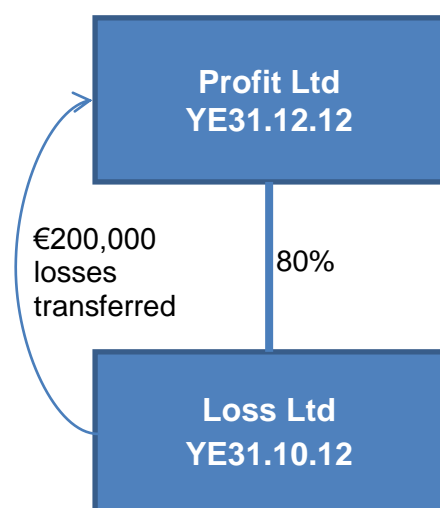 Profit Ltd
YE31.12.12
€200,000
losses
transferred
80%
Loss Ltd
YE31.10.12